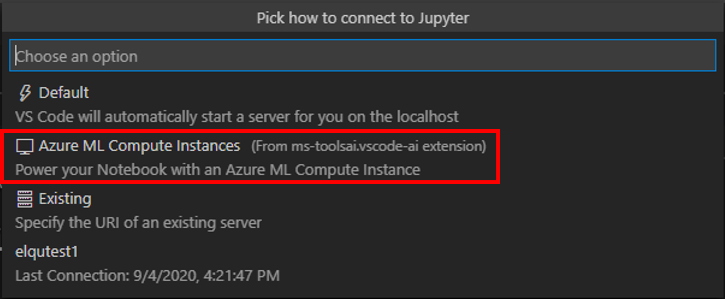 Pick how to connect to Jupyter
Choose an option
Default
VS Code will automatically start a server for you on the localhost
Azure ML Compute Instances (From ms-toolsai.vscode-ai extension)
Power your Notebook with an Azure ML Compute Instance
Existing
Specify the URI of an existing server
elqutest1
Last Connection: 9/4/2020, 4:21:47 PM